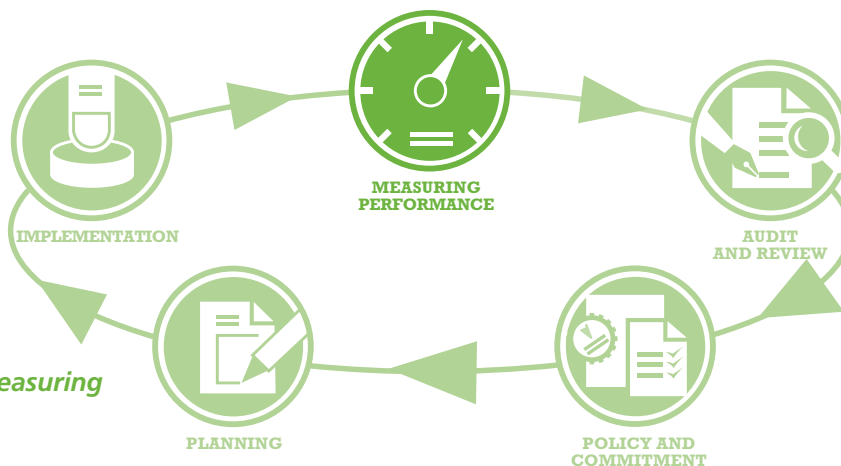 MEASURING
PERFORMANCE
IMPLEMENTATION
AUDIT
AND REVIEW
easuring
PLANNING
POLICY AND
COMMITMENT